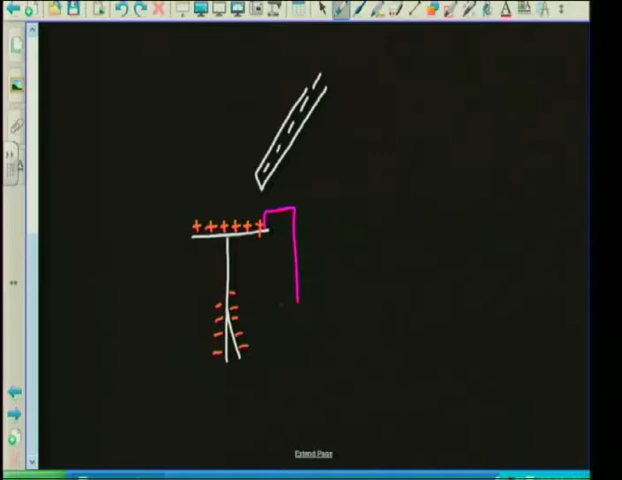 + + + + + +
Extend Page